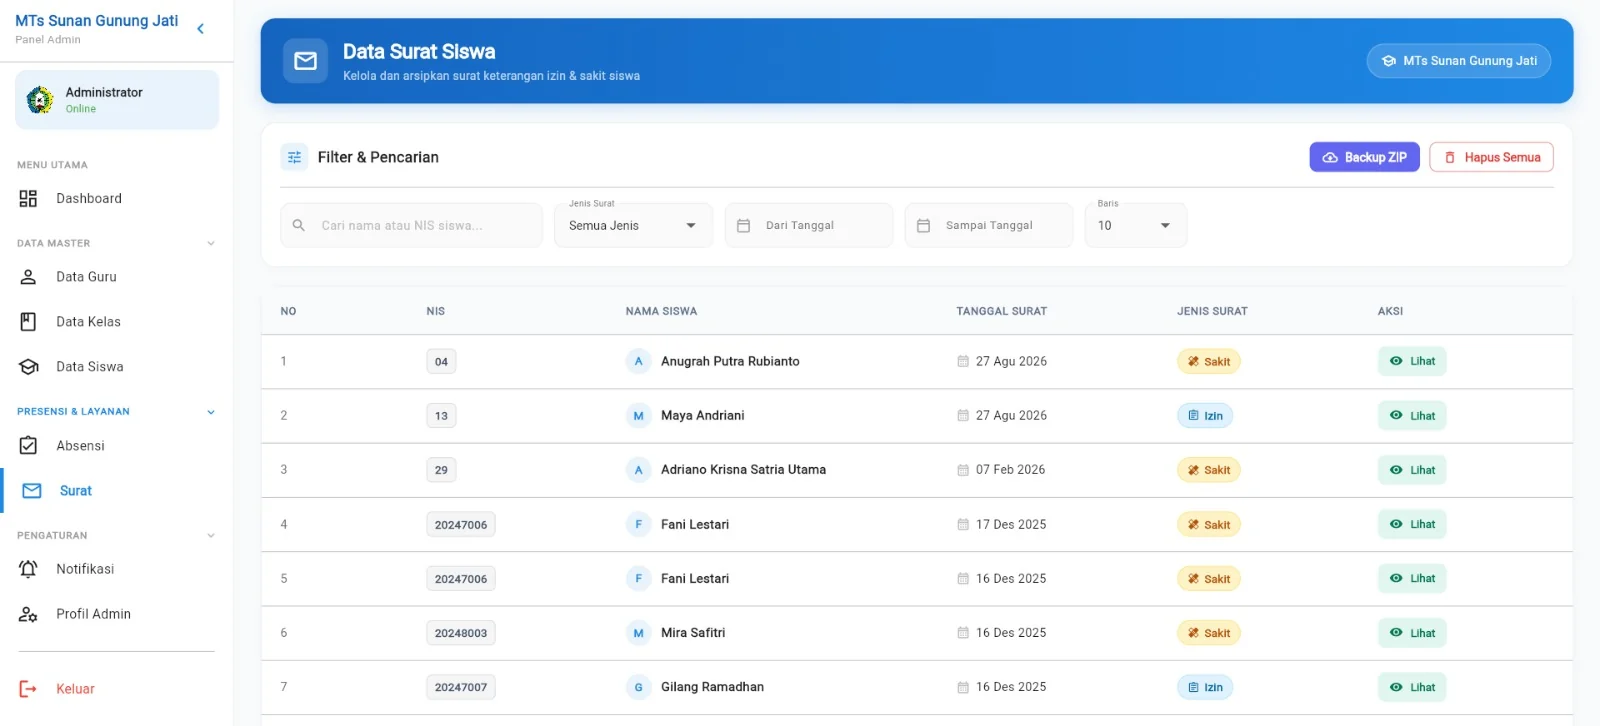 MTs Sunan Gunung Jati
Panel Admin
Administrator
Online
MENU UTAMA
Dashboard
DATA MASTER
Data Guru
Data Kelas
Data Siswa
PRESENSI & LAYANAN
Absensi
Surat
PENGATURAN
Notifikasi
Profil Admin
Keluar
Data Surat Siswa
Kelola dan arsipkan surat keterangan izin & sakit siswa
MTs Sunan Gunung Jati
Filter & Pencarian
Backup ZIP
Hapus Semua
Cari nama atau NIS siswa...
Jenis Surat
Semua Jenis
Dari Tanggal
Sampai Tanggal
Baris
10
NO NIS NAMA SISWA TANGGAL SURAT JENIS SURAT AKSI
1 04 A Anugrah Putra Rubianto 27 Agu 2026 Sakit Lihat
2 13 M Maya Andriani 27 Agu 2026 Izin Lihat
3 29 A Adriano Krisna Satria Utama 07 Feb 2026 Sakit Lihat
4 20247006 F Fani Lestari 17 Des 2025 Sakit Lihat
5 20247006 F Fani Lestari 16 Des 2025 Sakit Lihat
6 20248003 M Mira Safitri 16 Des 2025 Sakit Lihat
7 20247007 G Gilang Ramadhan 16 Des 2025 Izin Lihat